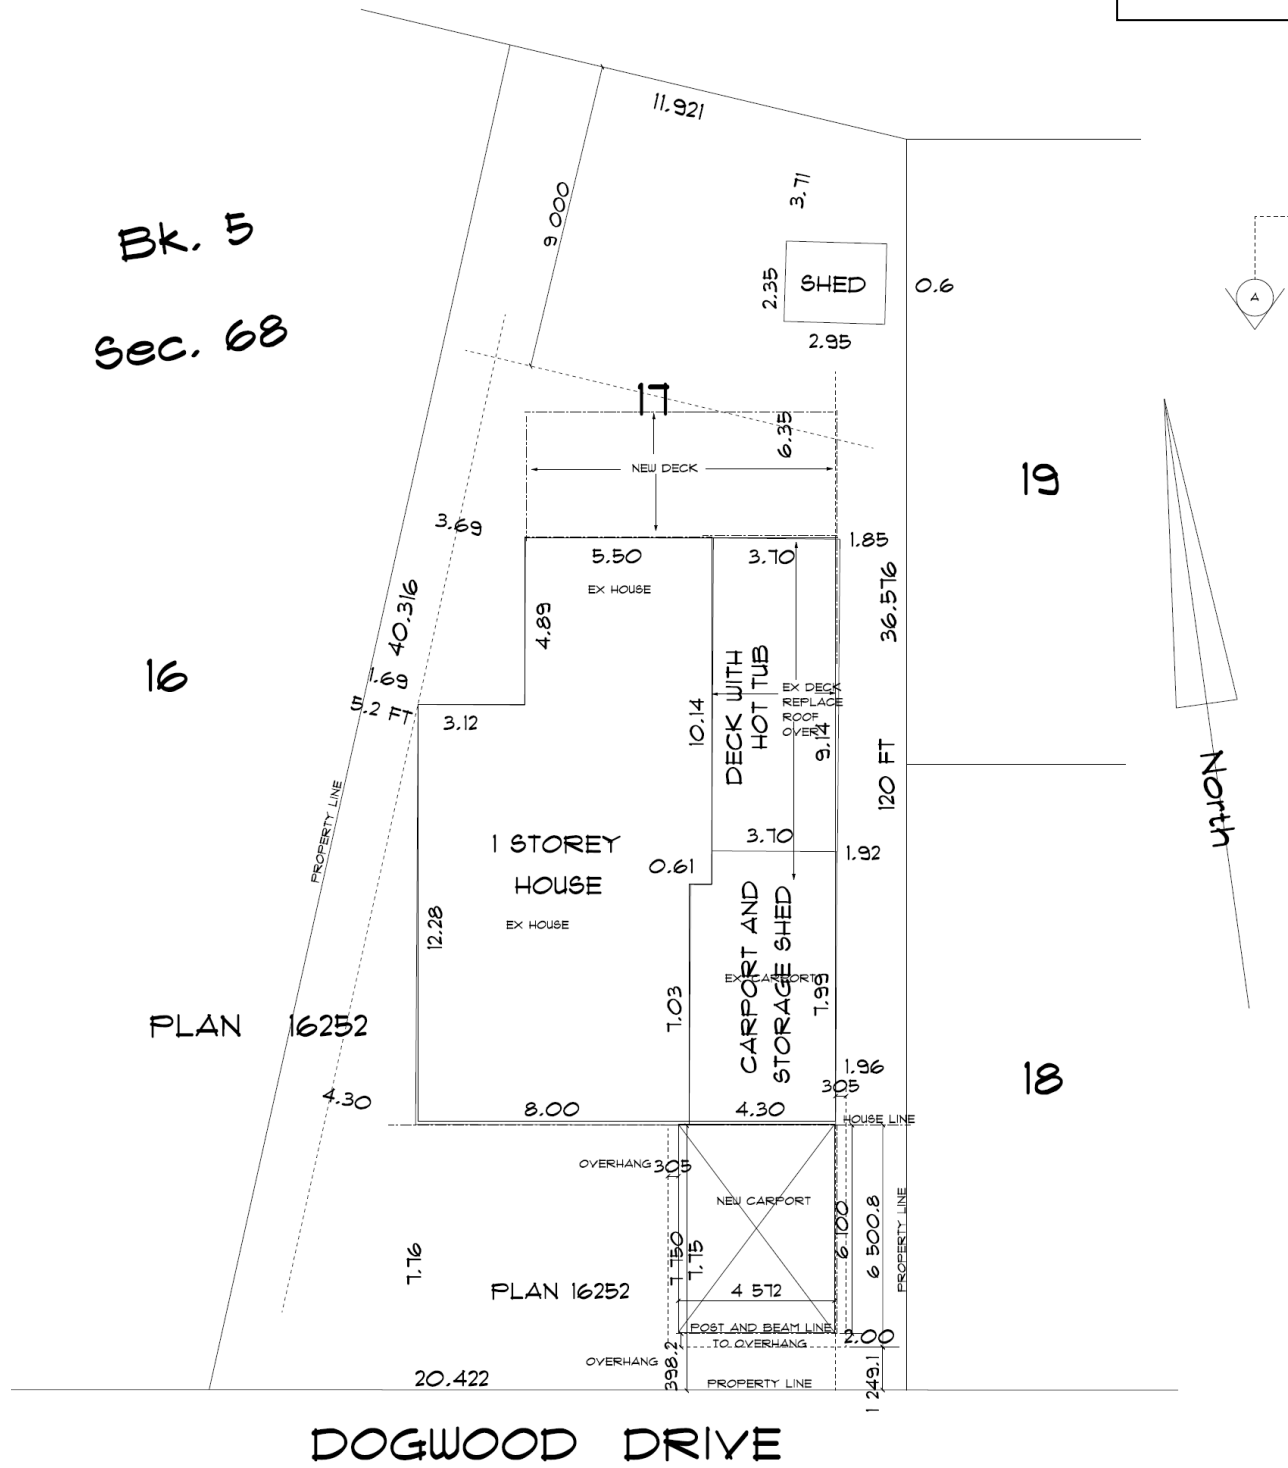 11.921
3.71
9 000
Bk. 5
2.35
SHED
0.6
A
Sec. 68
2.95
17
6.35
NEW DECK
19
3.69
1.85
5.50
3.70
EX HOUSE
36.576
40.316
4.89
16
1.69
5.2 FT
3.12
10.14
DECK WITH
HOT TUB
EX DECK
REPLACE
ROOF
OVER
9.14
120 FT
North
PROPERTY LINE
1 STOREY
HOUSE
3.70
1.92
0.61
EX HOUSE
12.28
CARPORT AND
STORAGE SHED
EX CARPORT
7.99
7.03
PLAN 16252
1.96
305
18
4.30
8.00
4.30
HOUSE LINE
OVERHANG 305
NEW CARPORT
PROPERTY LINE
6 100
6 500.8
7.76
7 750
7.75
PLAN 16252
4 572
POST AND BEAM LINE
TO OVERHANG
2.00
OVERHANG
398.2
1 249.1
20.422
PROPERTY LINE
DOGWOOD DRIVE